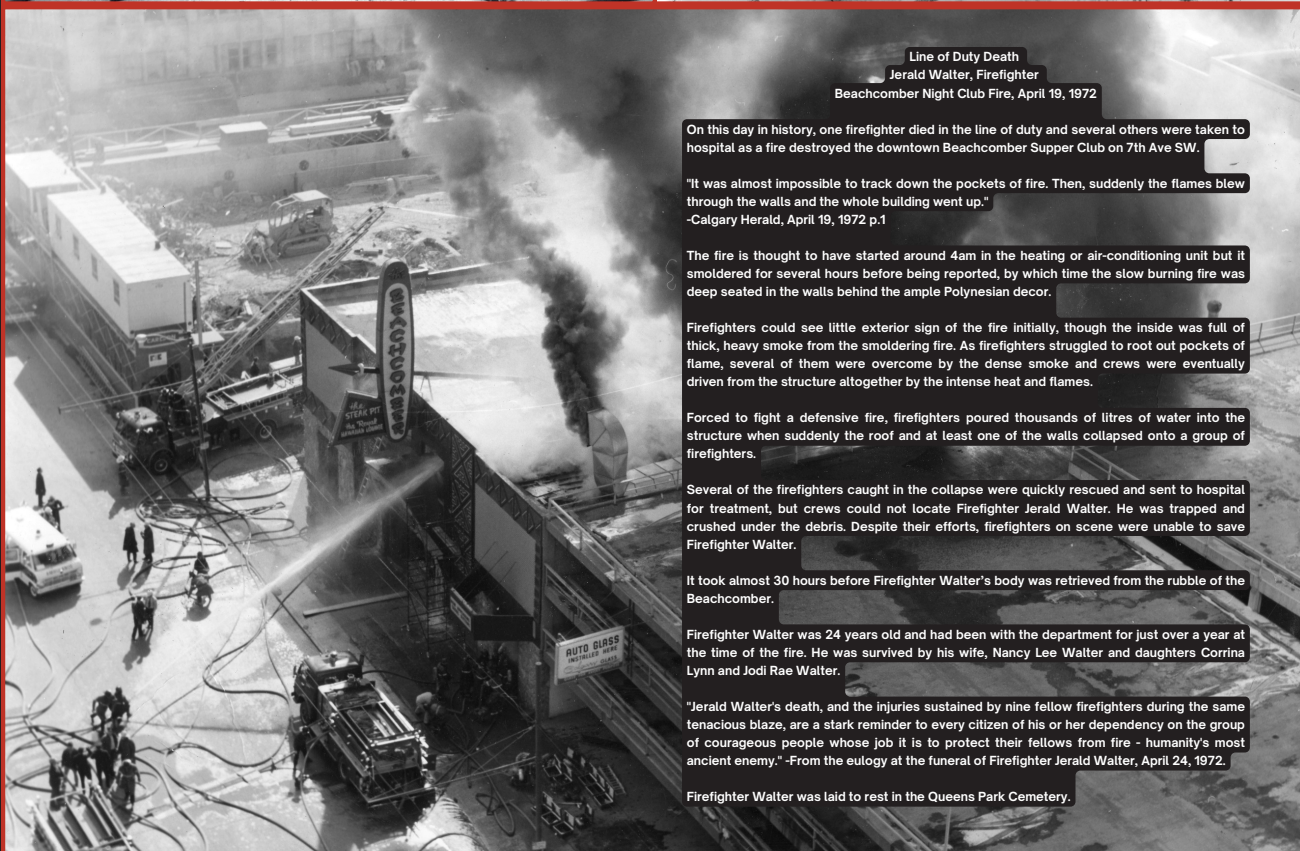 Line of Duty Death
Jerald Walter, Firefighter
Beachcomber Night Club Fire, April 19, 1972
On this day in history, one firefighter died in the line of duty and several others were taken to
hospital as a fire destroyed the downtown Beachcomber Supper Club on 7th Ave SW.
"It was almost impossible to track down the pockets of fire. Then, suddenly the flames blew
through the walls and the whole building went up."
-Calgary Herald, April 19, 1972 p.1
The fire is thought to have started around 4am in the heating or air-conditioning unit but it
smoldered for several hours before being reported, by which time the slow burning fire was
deep seated in the walls behind the ample Polynesian decor.
Firefighters could see little exterior sign of the fire initially, though the inside was full of
thick, heavy smoke from the smoldering fire. As firefighters struggled to root out pockets of
flame, several of them were overcome by the dense smoke and crews were eventually
driven from the structure altogether by the intense heat and flames.
Forced to fight a defensive fire, firefighters poured thousands of litres of water into the
structure when suddenly the roof and at least one of the walls collapsed onto a group of
firefighters.
Several of the firefighters caught in the collapse were quickly rescued and sent to hospital
for treatment, but crews could not locate Firefighter Jerald Walter. He was trapped and
crushed under the debris. Despite their efforts, firefighters on scene were unable to save
Firefighter Walter.
It took almost 30 hours before Firefighter Walter's body was retrieved from the rubble of the
Beachcomber.
Firefighter Walter was 24 years old and had been with the department for just over a year at
the time of the fire. He was survived by his wife, Nancy Lee Walter and daughters Corrina
Lynn and Jodi Rae Walter.
"Jerald Walter's death, and the injuries sustained by nine fellow firefighters during the same
tenacious blaze, are a stark reminder to every citizen of his or her dependency on the group
of courageous people whose job it is to protect their fellows from fire - humanity's most
ancient enemy." -From the eulogy at the funeral of Firefighter Jerald Walter, April 24, 1972.
Firefighter Walter was laid to rest in the Queens Park Cemetery.
BEACHCOMBER
the
STEAK PIT
the Royal
AUTO GLASS
INSTALLED HERE
GLASS